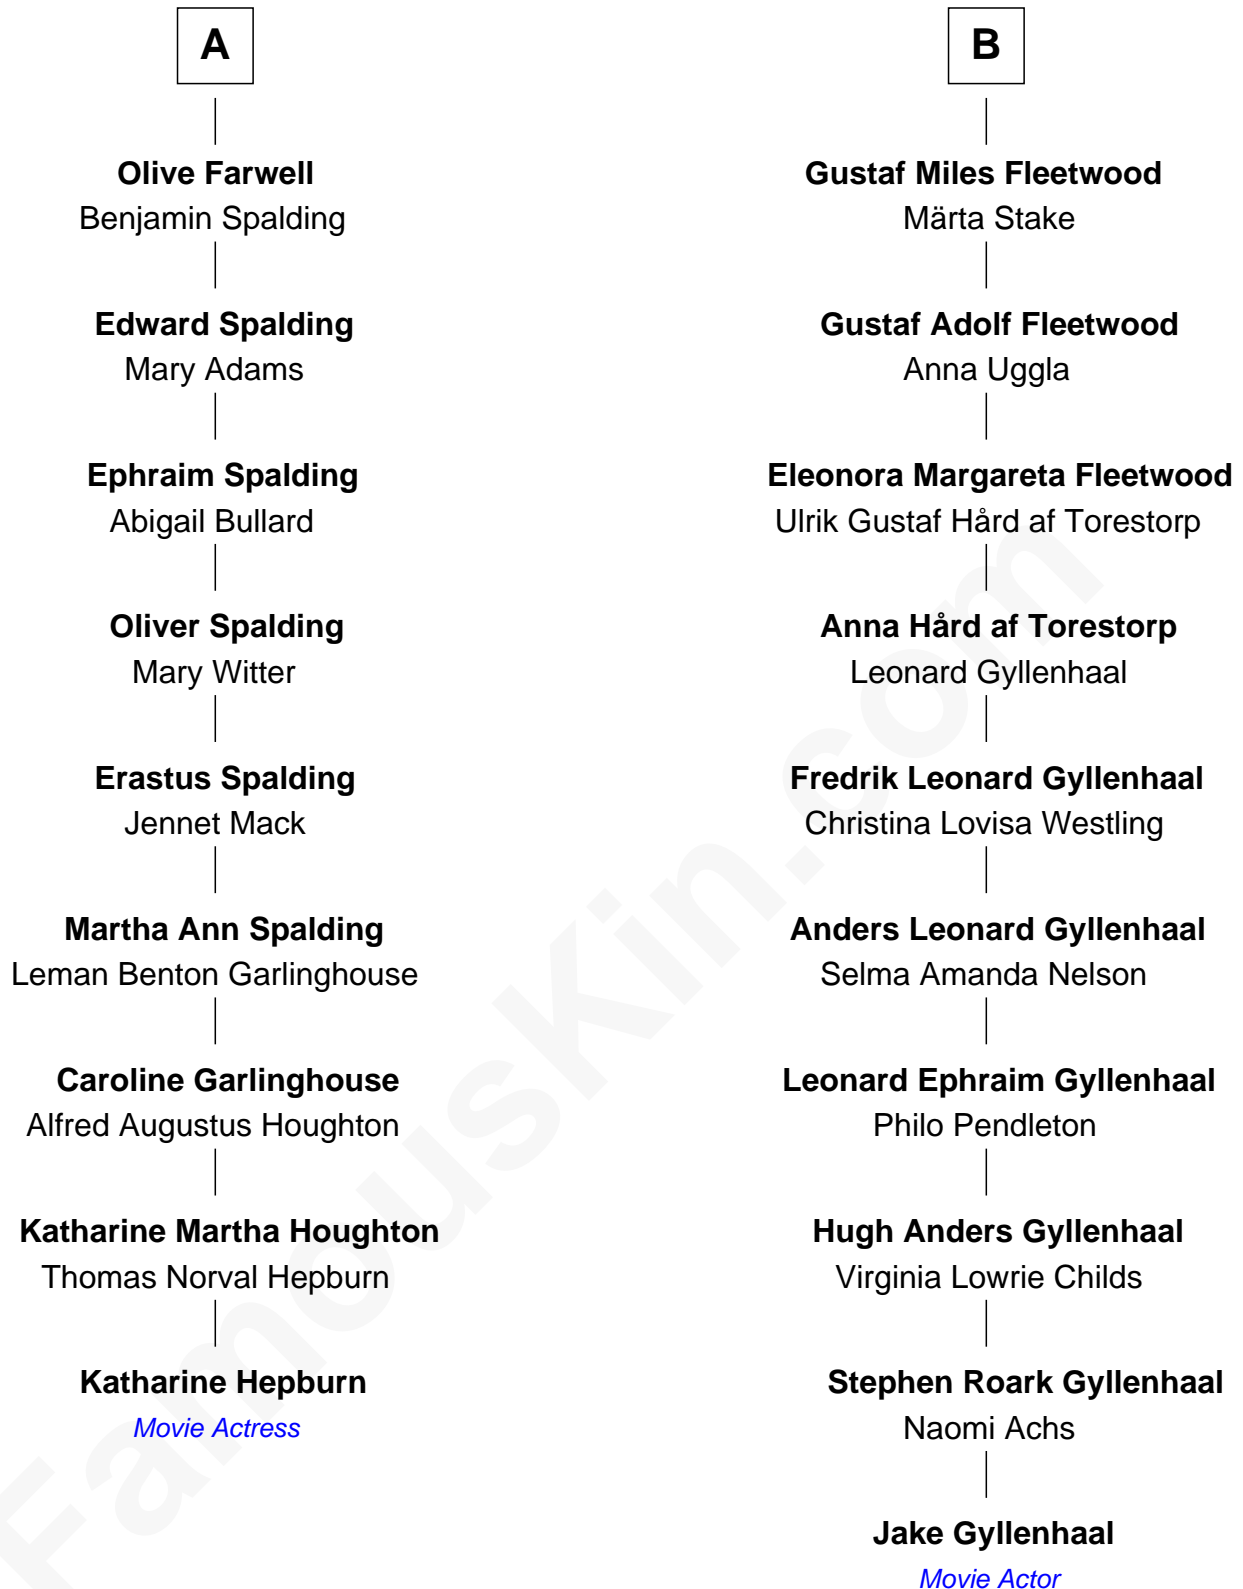 A
Olive Farwell
Benjamin Spalding
Edward Spalding
Mary Adams
Ephraim Spalding
Abigail Bullard
Oliver Spalding
Mary Witter
Erastus Spalding
Jennet Mack
Martha Ann Spalding
Leman Benton Garlinghouse
Caroline Garlinghouse
Alfred Augustus Houghton
Katharine Martha Houghton
Thomas Norval Hepburn
Katharine Hepburn
Movie Actress
B
Gustaf Miles Fleetwood
Märta Stake
Gustaf Adolf Fleetwood
Anna Uggla
Eleonora Margareta Fleetwood
Ulrik Gustaf Hård af Torestorp
Anna Hård af Torestorp
Leonard Gyllenhaal
Fredrik Leonard Gyllenhaal
Christina Lovisa Westling
Anders Leonard Gyllenhaal
Selma Amanda Nelson
Leonard Ephraim Gyllenhaal
Philo Pendleton
Hugh Anders Gyllenhaal
Virginia Lowrie Childs
Stephen Roark Gyllenhaal
Naomi Achs
Jake Gyllenhaal
Movie Actor
FamousKin.com